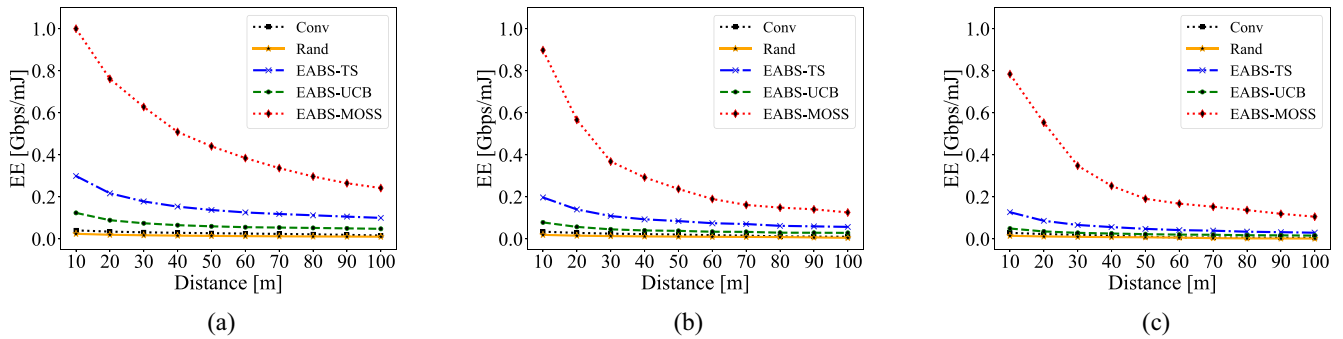 EE [Gbps/mJ]
1.0
0.8
0.6
0.4
0.2
0.0
10 20 30 40 50 60 70 80 90 100
Distance [m]
Conv
Rand
EABS-TS
EABS-UCB
EABS-MOSS
(a)
EE [Gbps/mJ]
1.0
0.8
0.6
0.4
0.2
0.0
10 20 30 40 50 60 70 80 90 100
Distance [m]
Conv
Rand
EABS-TS
EABS-UCB
EABS-MOSS
(b)
EE [Gbps/mJ]
1.0
0.8
0.6
0.4
0.2
0.0
10 20 30 40 50 60 70 80 90 100
Distance [m]
Conv
Rand
EABS-TS
EABS-UCB
EABS-MOSS
(c)